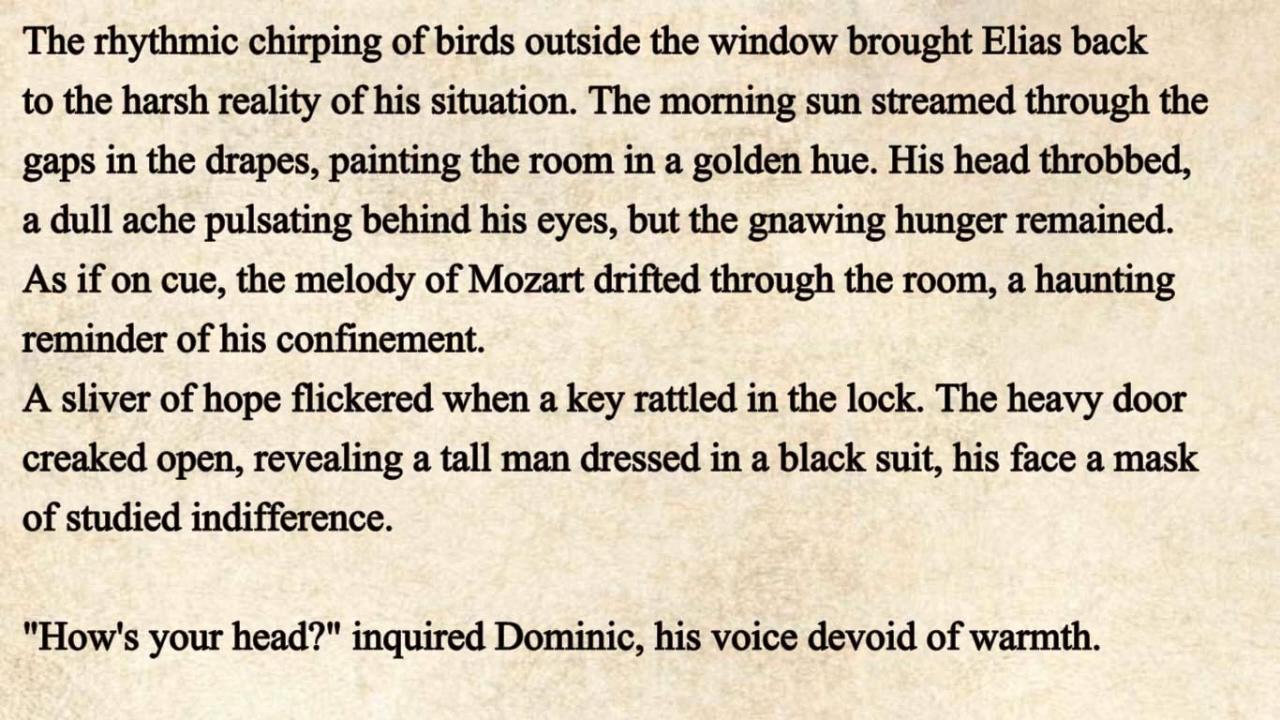 The rhythmic chirping of birds outside the window brought Elias back
to the harsh reality of his situation. The morning sun streamed through the
gaps in the drapes, painting the room in a golden hue. His head throbbed,
a dull ache pulsating behind his eyes, but the gnawing hunger remained.
As if on cue, the melody of Mozart drifted through the room, a haunting
reminder of his confinement.
A sliver of hope flickered when a key rattled in the lock. The heavy door
creaked open, revealing a tall man dressed in a black suit, his face a mask
of studied indifference.
"How's your head?" inquired Dominic, his voice devoid of warmth.